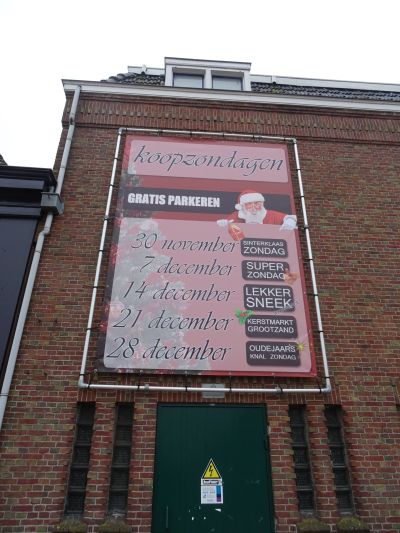 koopzondagen
GRATIS PARKEREN
30 november SINTERKLAAS
ZONDAG
7 december SUPER
ZONDAG
14 december LEKKER
SNEEK
21 december KERSTMARKT
GROOTZAND
28 december OUDEJAARS
KNAL ZONDAG